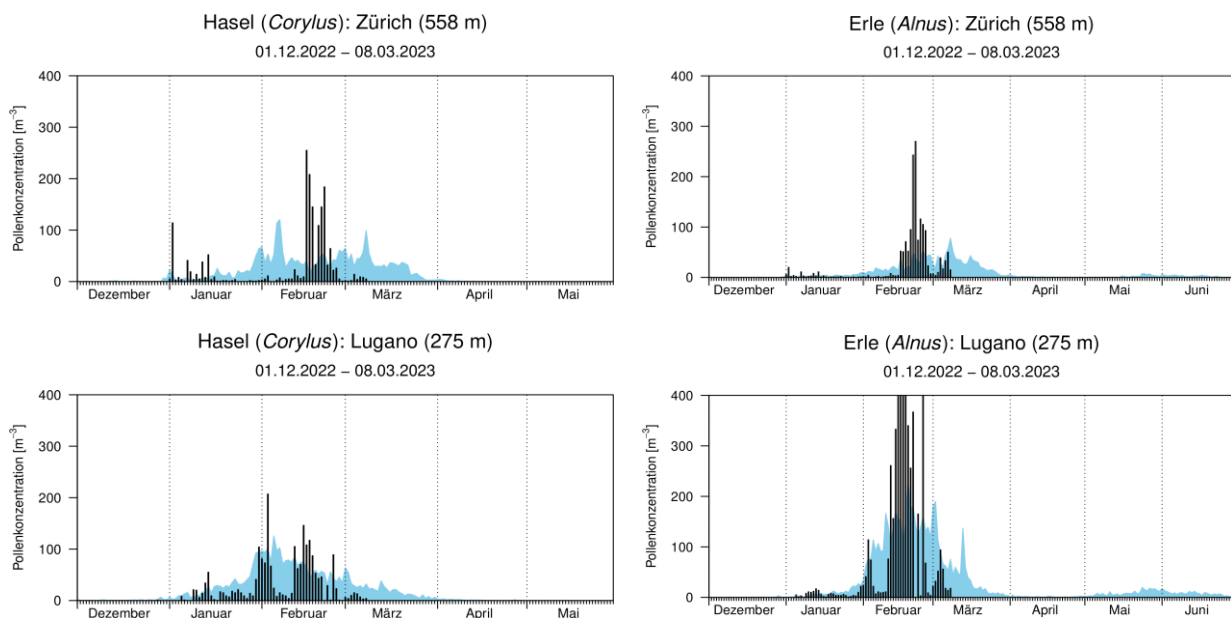 Hasel (Corylus): Zürich (558 m)
01.12.2022 – 08.03.2023
Pollenkonzentration [m⁻³]
400
300
200
100
0
Dezember Januar Februar März April Mai
Erle (Alnus): Zürich (558 m)
01.12.2022 – 08.03.2023
Pollenkonzentration [m⁻³]
400
300
200
100
0
Dezember Januar Februar März April Mai Juni
Hasel (Corylus): Lugano (275 m)
01.12.2022 – 08.03.2023
Pollenkonzentration [m⁻³]
400
300
200
100
0
Dezember Januar Februar März April Mai
Erle (Alnus): Lugano (275 m)
01.12.2022 – 08.03.2023
Pollenkonzentration [m⁻³]
400
300
200
100
0
Dezember Januar Februar März April Mai Juni